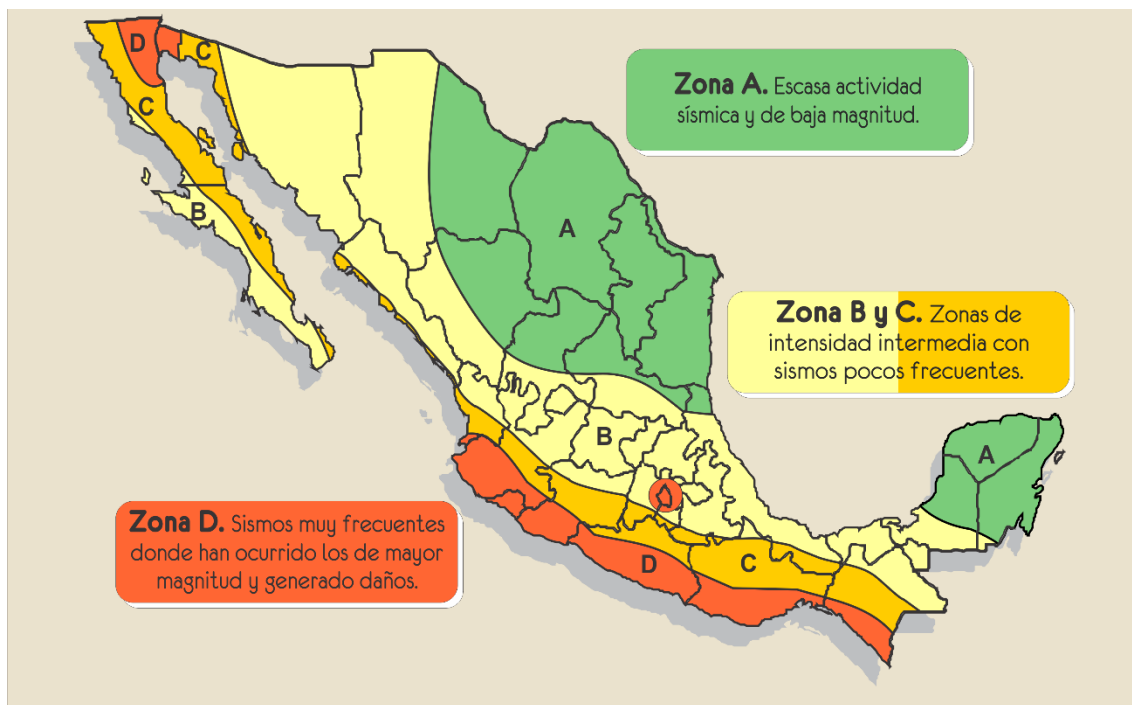 D
C
C
Zona A. Escasa actividad
sísmica y de baja magnitud.
B
A
Zona B y C. Zonas de
intensidad intermedia con
sismos pocos frecuentes.
B
A
Zona D. Sismos muy frecuentes
donde han ocurrido los de mayor
magnitud y generado daños.
D
C